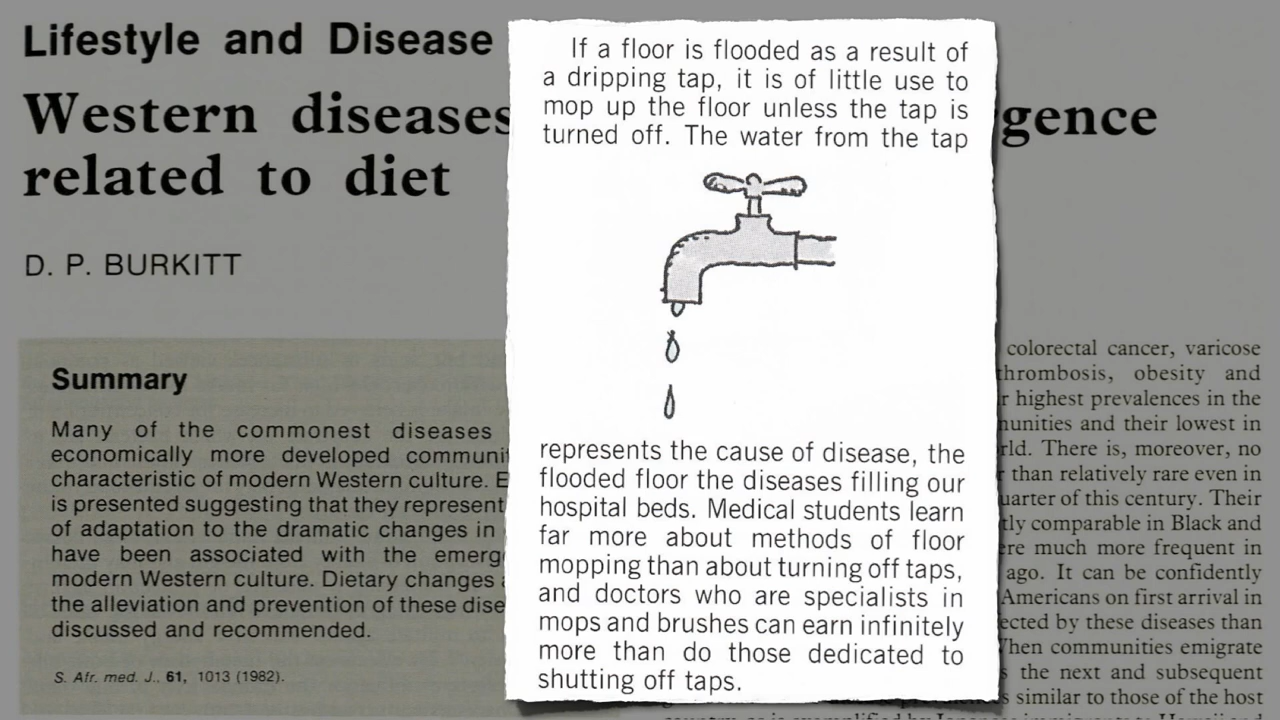 Lifestyle and Disease
Western diseases gence
related to diet
D. P. BURKITT
Summary
Many of the commonest diseases
economically more developed
characteristic of modern Western culture.
is presented suggesting that they represent
of adaptation to the dramatic changes in
have been associated with the
modern Western culture. Dietary changes
the alleviation and prevention of these
discussed and recommended.
S. Afr. med. J., 61, 1013 (1982).
If a floor is flooded as a result of
a dripping tap, it is of little use to
mop up the floor unless the tap is
turned off. The water from the tap
represents the cause of disease, the
flooded floor the diseases filling our
hospital beds. Medical students learn
far more about methods of floor
mopping than about turning off taps,
and doctors who are specialists in
mops and brushes can earn infinitely
more than do those dedicated to
shutting off taps.
colorectal cancer, varicose
thrombosis, obesity and
highest prevalences in the
and their lowest in
There is, moreover, no
than relatively rare even in
of this century. Their
comparable in Black and
much more frequent in
ago. It can be confidently
Americans on first arrival in
by these diseases than
When communities emigrate
the next and subsequent
similar to those of the host